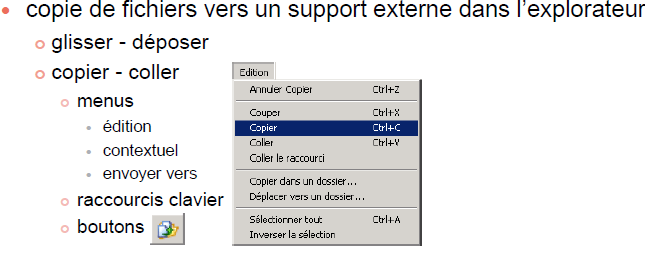 copie de fichiers vers un support externe dans l'explorateur
glisser - déposer
copier - coller
menus
édition
contextuel
envoyer vers
raccourcis clavier
boutons
Edition
Annuler Copier Ctrl+Z
Couper Ctrl+X
Copier Ctrl+C
Coller Ctrl+V
Coller le raccourci
Copier dans un dossier...
Déplacer vers un dossier...
Sélectionner tout Ctrl+A
Inverser la sélection